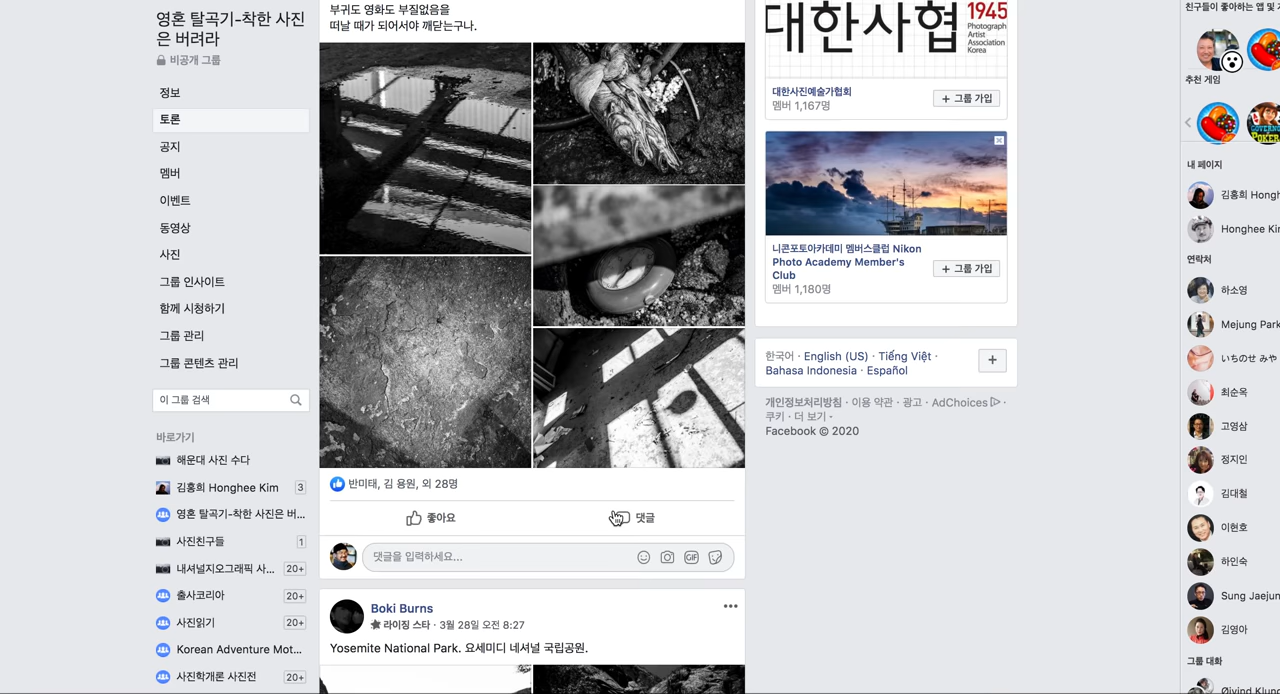 영혼 탈곡기-착한 사진
은 버려라
비공개 그룹
정보
토론
공지
멤버
이벤트
동영상
사진
그룹 인사이트
함께 시청하기
그룹 관리
그룹 콘텐츠 관리
이 그룹 검색
바로가기
해운대 사진 수다
김홍희 Honghee Kim 3
영혼 탈곡기-착한 사진은 버...
사진친구들 1
내셔널지오그래픽 사... 20+
출사코리아 20+
사진읽기 20+
Korean Adventure Mot...
사진학개론 사진전 20+
부귀도 영화도 부질없음을
떠날 때가 되어서야 깨닫는구나.
반미태, 김 용원, 외 28명
좋아요 댓글
댓글을 입력하세요...
GIF
Boki Burns
라이징 스타 · 3월 28일 오전 8:27
Yosemite National Park. 요세미디 네셔널 국립공원.
대한사협
1945
Photograph
Artist
Association
Korea
대한사진예술가협회
멤버 1,167명
+ 그룹 가입
니콘포토아카데미 멤버스클럽 Nikon
Photo Academy Member's
Club
멤버 1,180명
+ 그룹 가입
한국어 · English (US) · Tiếng Việt ·
Bahasa Indonesia · Español
개인정보처리방침 · 이용 약관 · 광고 · AdChoices ·
쿠키 · 더 보기
Facebook © 2020
친구들이 좋아하는 앱 및
추천 게임
GOVERNOR
POKER
내 페이지
김홍희 Hongh
Honghee Kim
연락처
하소영
Mejung Park
いちのせ みや
최순옥
고영삼
정지인
김대철
이현호
하인숙
Sung Jaejun
김영아
그룹 대화
Øivind Klung